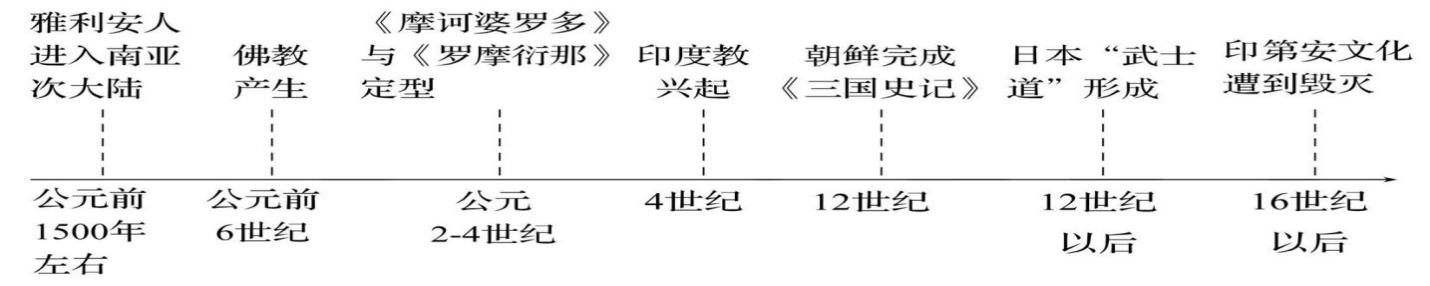 雅利安人
进入南亚
次大陆
佛教
产生
《摩诃婆罗多》
与《罗摩衍那》
定型
印度教
兴起
朝鲜完成
《三国史记》
日本“武士
道”形成
印第安文化
遭到毁灭
公元前
1500年
左右
公元前
6世纪
公元
2-4世纪
4世纪
12世纪
12世纪
以后
16世纪
以后